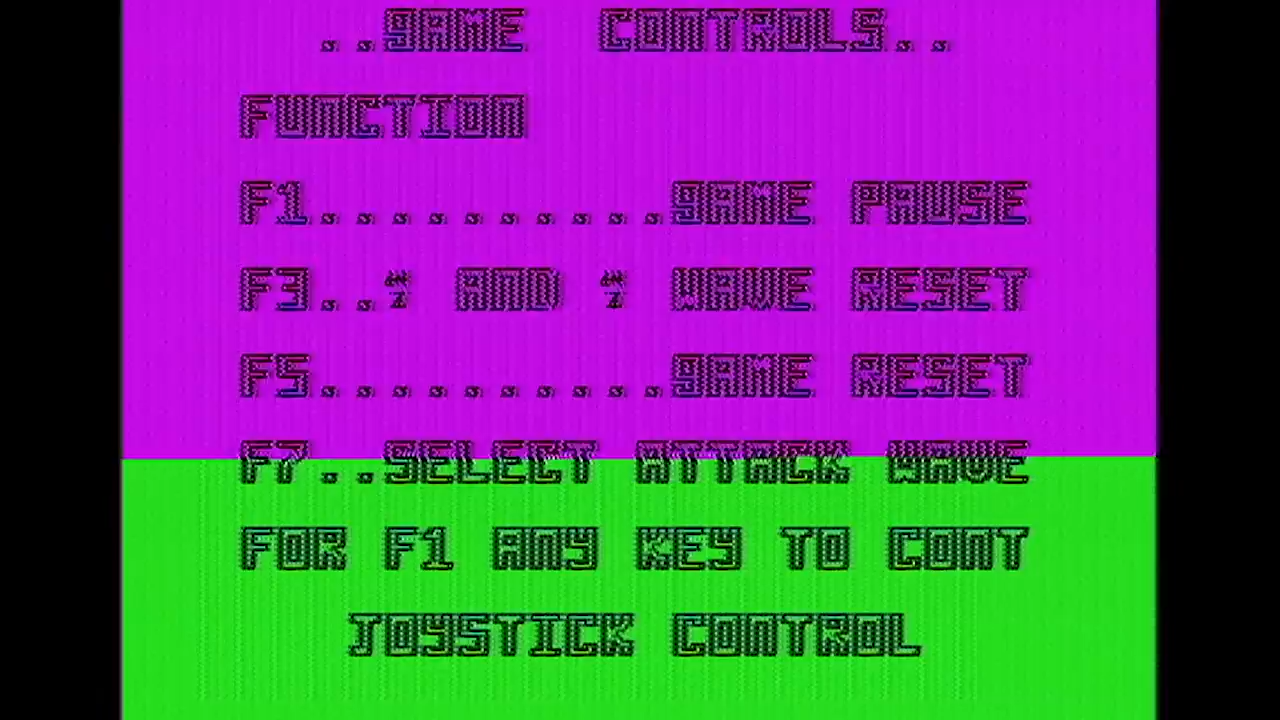 ..GAME CONTROLS..
FUNCTION
F1..........GAME PAUSE
F3.. AND WAVE RESET
F5..........GAME RESET
F7..SELECT ATTACK WAVE
FOR F1 ANY KEY TO CONT
JOYSTICK CONTROL